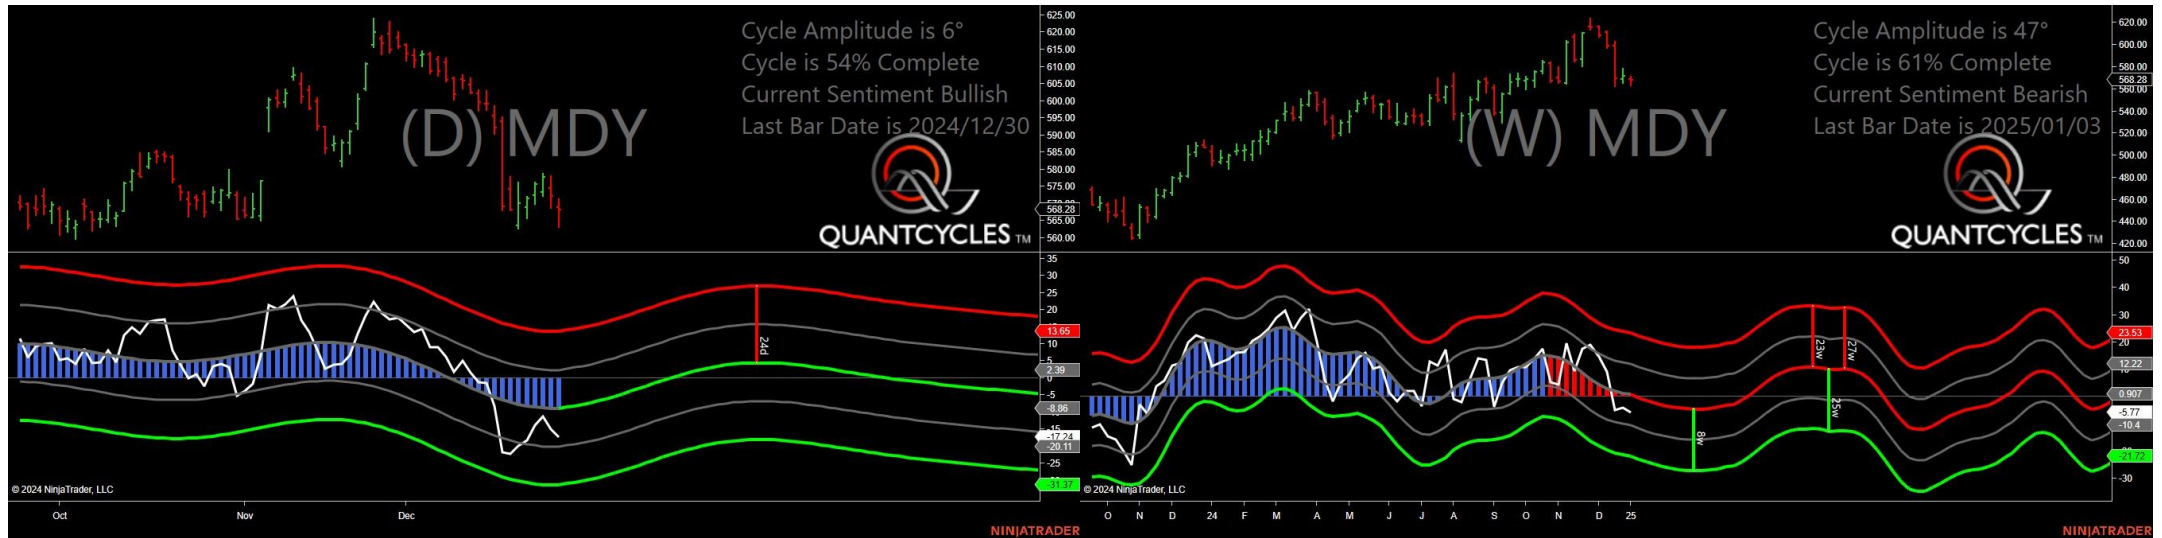 Cycle Amplitude is 6°
Cycle is 54% Complete
Current Sentiment Bullish
Last Bar Date is 2024/12/30
(D) MDY
QUANTCYCLES TM
625.00
620.00
615.00
610.00
605.00
600.00
595.00
590.00
585.00
580.00
575.00
568.28
565.00
560.00
35
30
25
20
13.65
10
2.39
-5
-8.86
-15
-17.24
-20.11
-25
-31.37
24d
© 2024 NinjaTrader, LLC
Oct
Nov
Dec
NINJATRADER
Cycle Amplitude is 47°
Cycle is 61% Complete
Current Sentiment Bearish
Last Bar Date is 2025/01/03
(W) MDY
QUANTCYCLES TM
620.00
600.00
580.00
568.28
560.00
540.00
520.00
500.00
480.00
460.00
440.00
420.00
50
40
30
23.53
20
12.22
0.907
-5.77
-10.4
-21.72
-30
8w
23w
27w
25w
© 2024 NinjaTrader, LLC
O
N
D
24
F
M
A
M
J
J
A
S
O
N
D
25
NINJATRADER